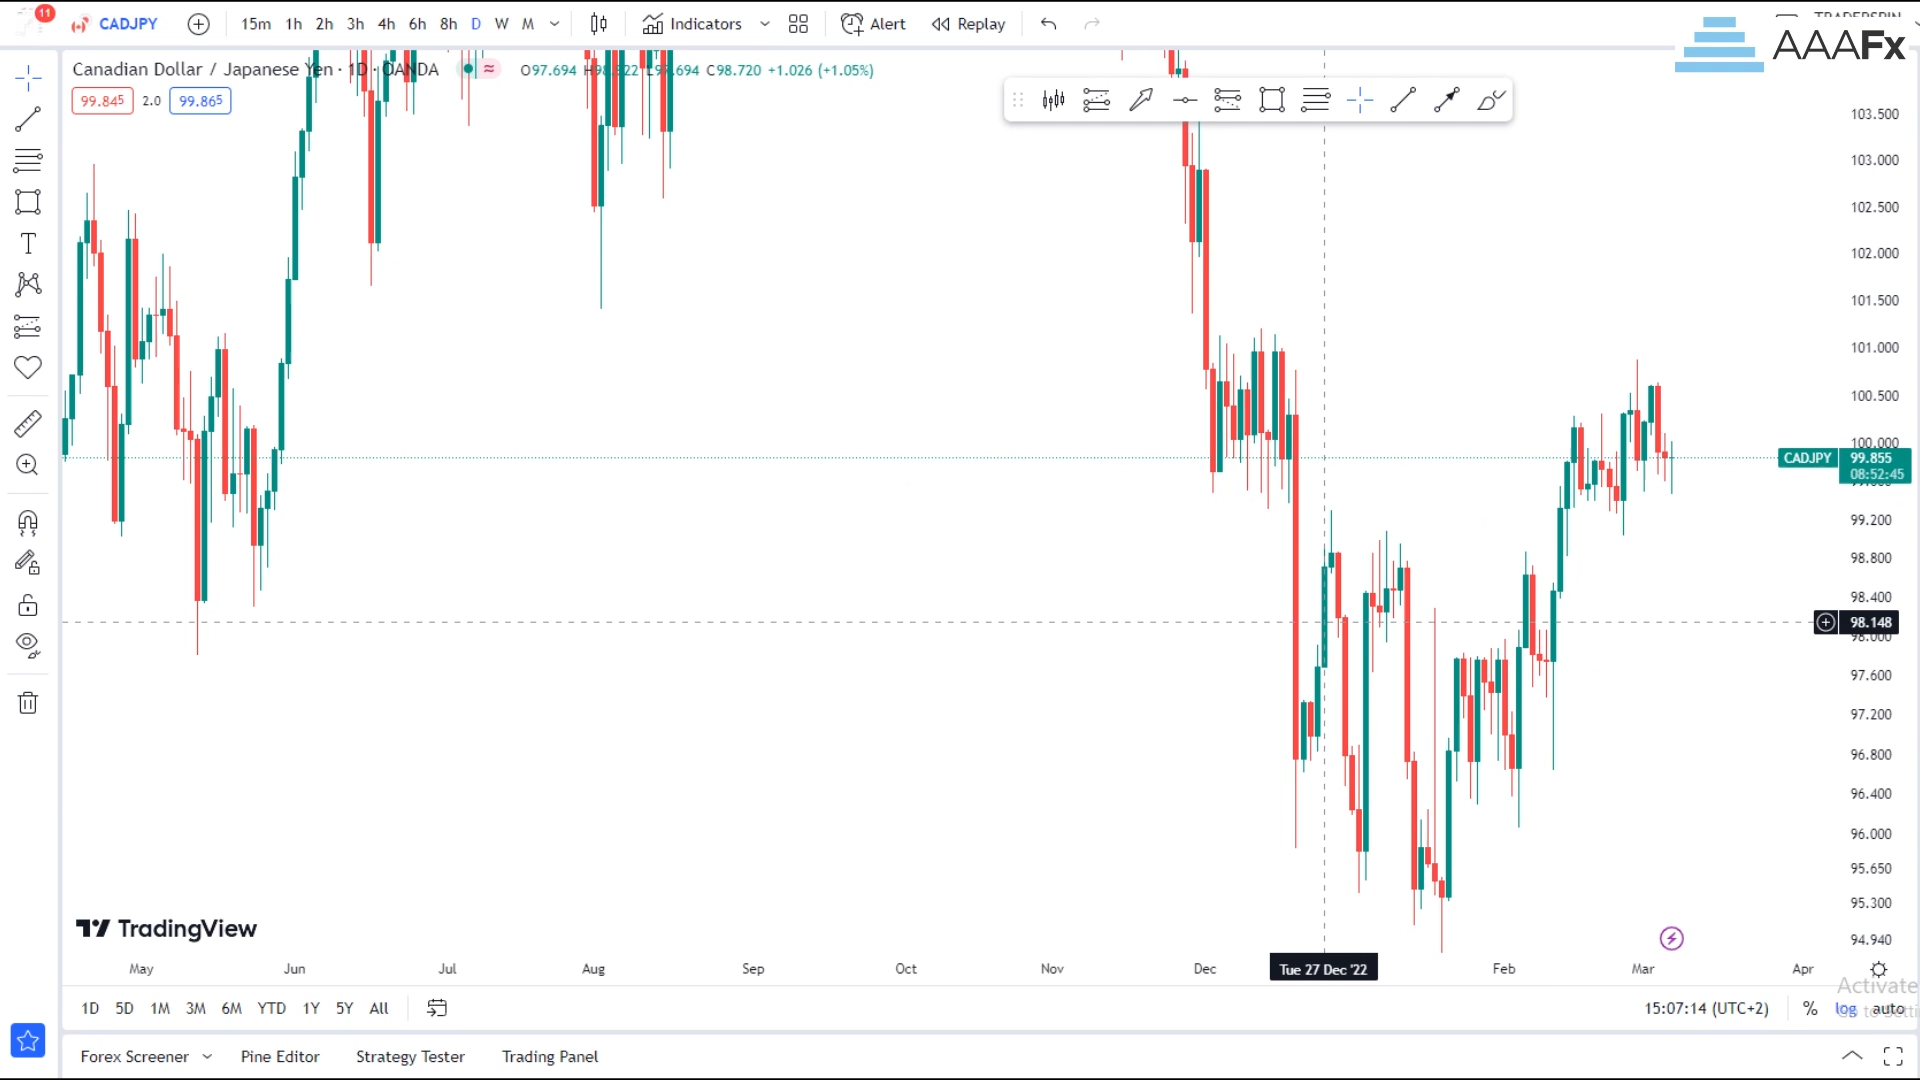 11
CADJPY
15m 1h 2h 3h 4h 6h 8h D W M
Indicators
Alert
Replay
AAAFx
Canadian Dollar / Japanese Yen · 1D · OANDA
O97.694 L97.694 C98.720 +1.026 (+1.05%)
99.845 2.0 99.865
103.500
103.000
102.500
102.000
101.500
101.000
100.500
100.000
CADJPY 99.855
08:52:45
99.200
98.800
98.400
98.148
98.000
97.600
97.200
96.800
96.400
96.000
95.650
95.300
94.940
TradingView
May Jun Jul Aug Sep Oct Nov Dec Tue 27 Dec '22 Feb Mar Apr
Activate
1D 5D 1M 3M 6M YTD 1Y 5Y All
15:07:14 (UTC+2) % log auto
Forex Screener Pine Editor Strategy Tester Trading Panel